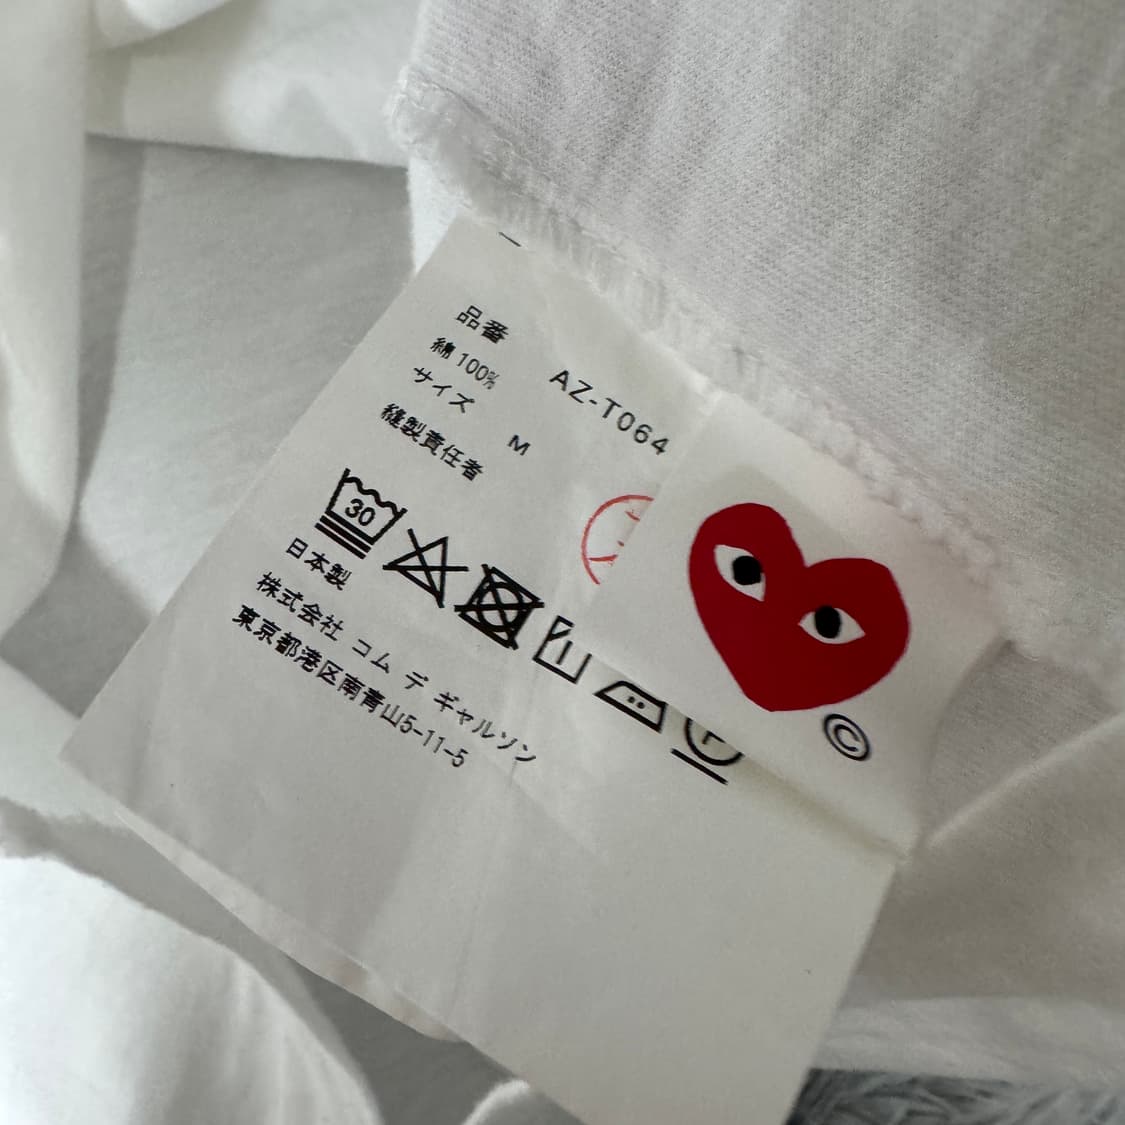 品番 AZ-T064
綿 100%
サイズ M
縫製責任者
30
日本製
株式会社 コム デ ギャルソン
東京都港区南青山5-11-5
©